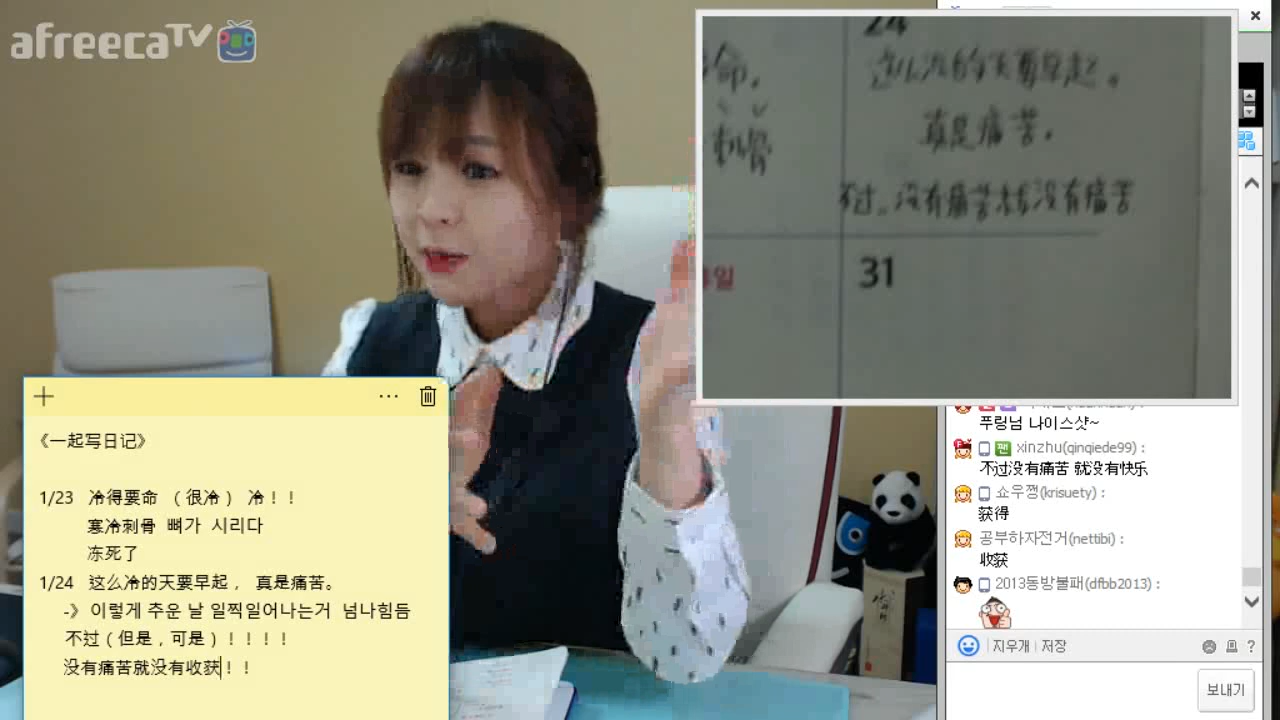 afreecaTV
24
命.
这么冷的天要早起。
刺骨
真是痛苦.
不过..没有痛苦就没有痛苦
일
31
《一起写日记》
1/23 冷得要命 （很冷） 冷！！
寒冷刺骨 뼈가 시리다
冻死了
1/24 这么冷的天要早起， 真是痛苦。
-》이렇게 추운 날 일찍일어나는거 넘나힘듬
不过（但是，可是）！！！！
没有痛苦就没有收获！！
푸링님 나이스샷~
팬 xinzhu(qinqiede99) :
不过没有痛苦 就没有快乐
쇼우쨍(krisuety) :
获得
공부하자전거(nettibi) :
收获
2013동방불패(dfbb2013) :
지우개 저장
?
보내기